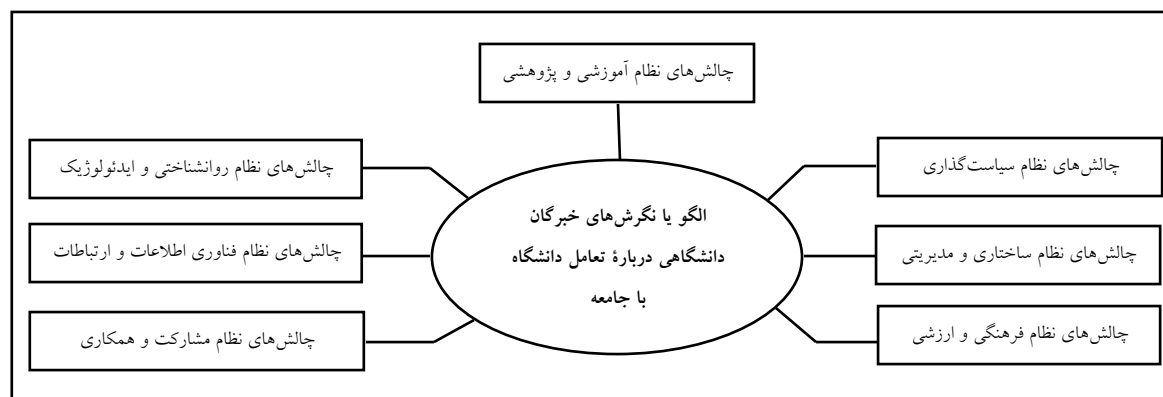 چالش‌های نظام آموزشی و پژوهشی
چالش‌های نظام سیاست‌گذاری
چالش‌های نظام روانشناختی و ایدئولوژیک
الگو یا نگرش‌های خبرگان
دانشگاهی دربارهٔ تعامل دانشگاه
با جامعه
چالش‌های نظام ساختاری و مدیریتی
چالش‌های نظام فناوری اطلاعات و ارتباطات
چالش‌های نظام فرهنگی و ارزشی
چالش‌های نظام مشارکت و همکاری